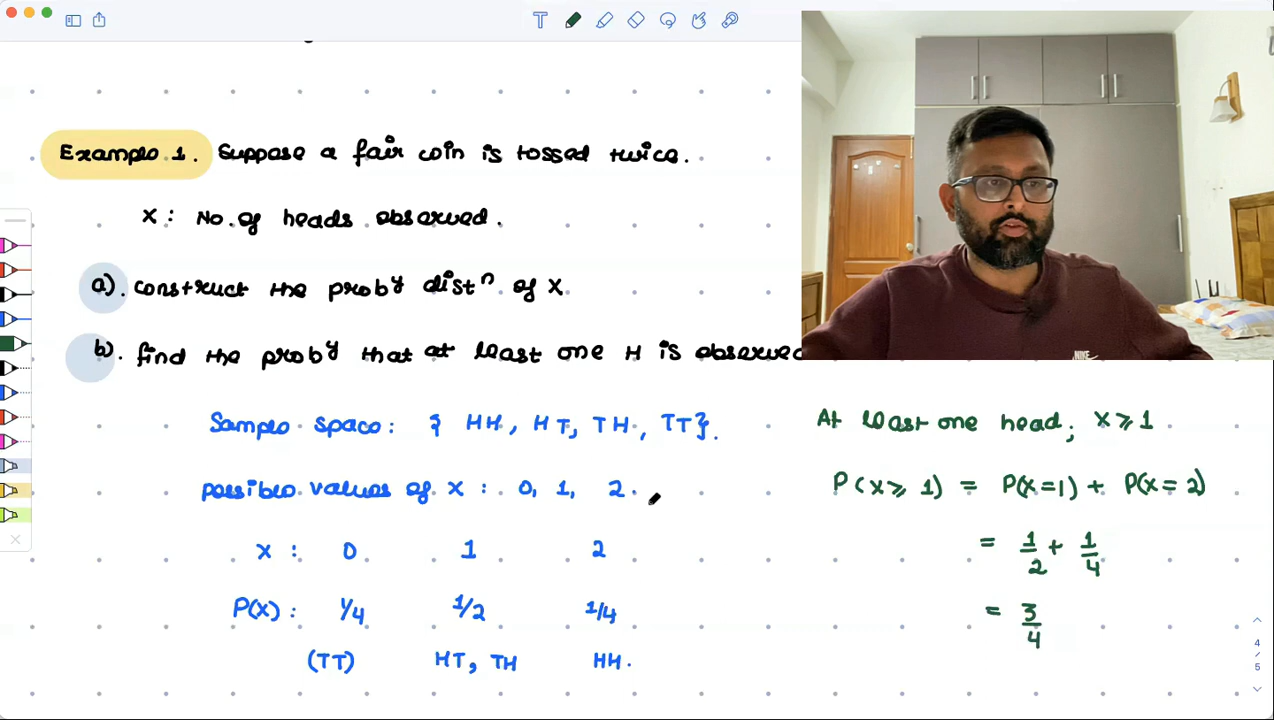 Example 1. Suppose a fair coin is tossed twice.
X : No. of heads observed.
a). construct the prob^y dist^n of X
b). find the prob^y that at least one H is observed
Sample space: { HH, HT, TH, TT}.
possible values of X : 0, 1, 2.
X : 0 1 2
P(X) : 1/4 1/2 1/4
(TT) HT, TH HH.
At least one head; X ≥ 1
P(X ≥ 1) = P(X=1) + P(X=2)
= 1/2 + 1/4
= 3/4
NIKE
4
/
5